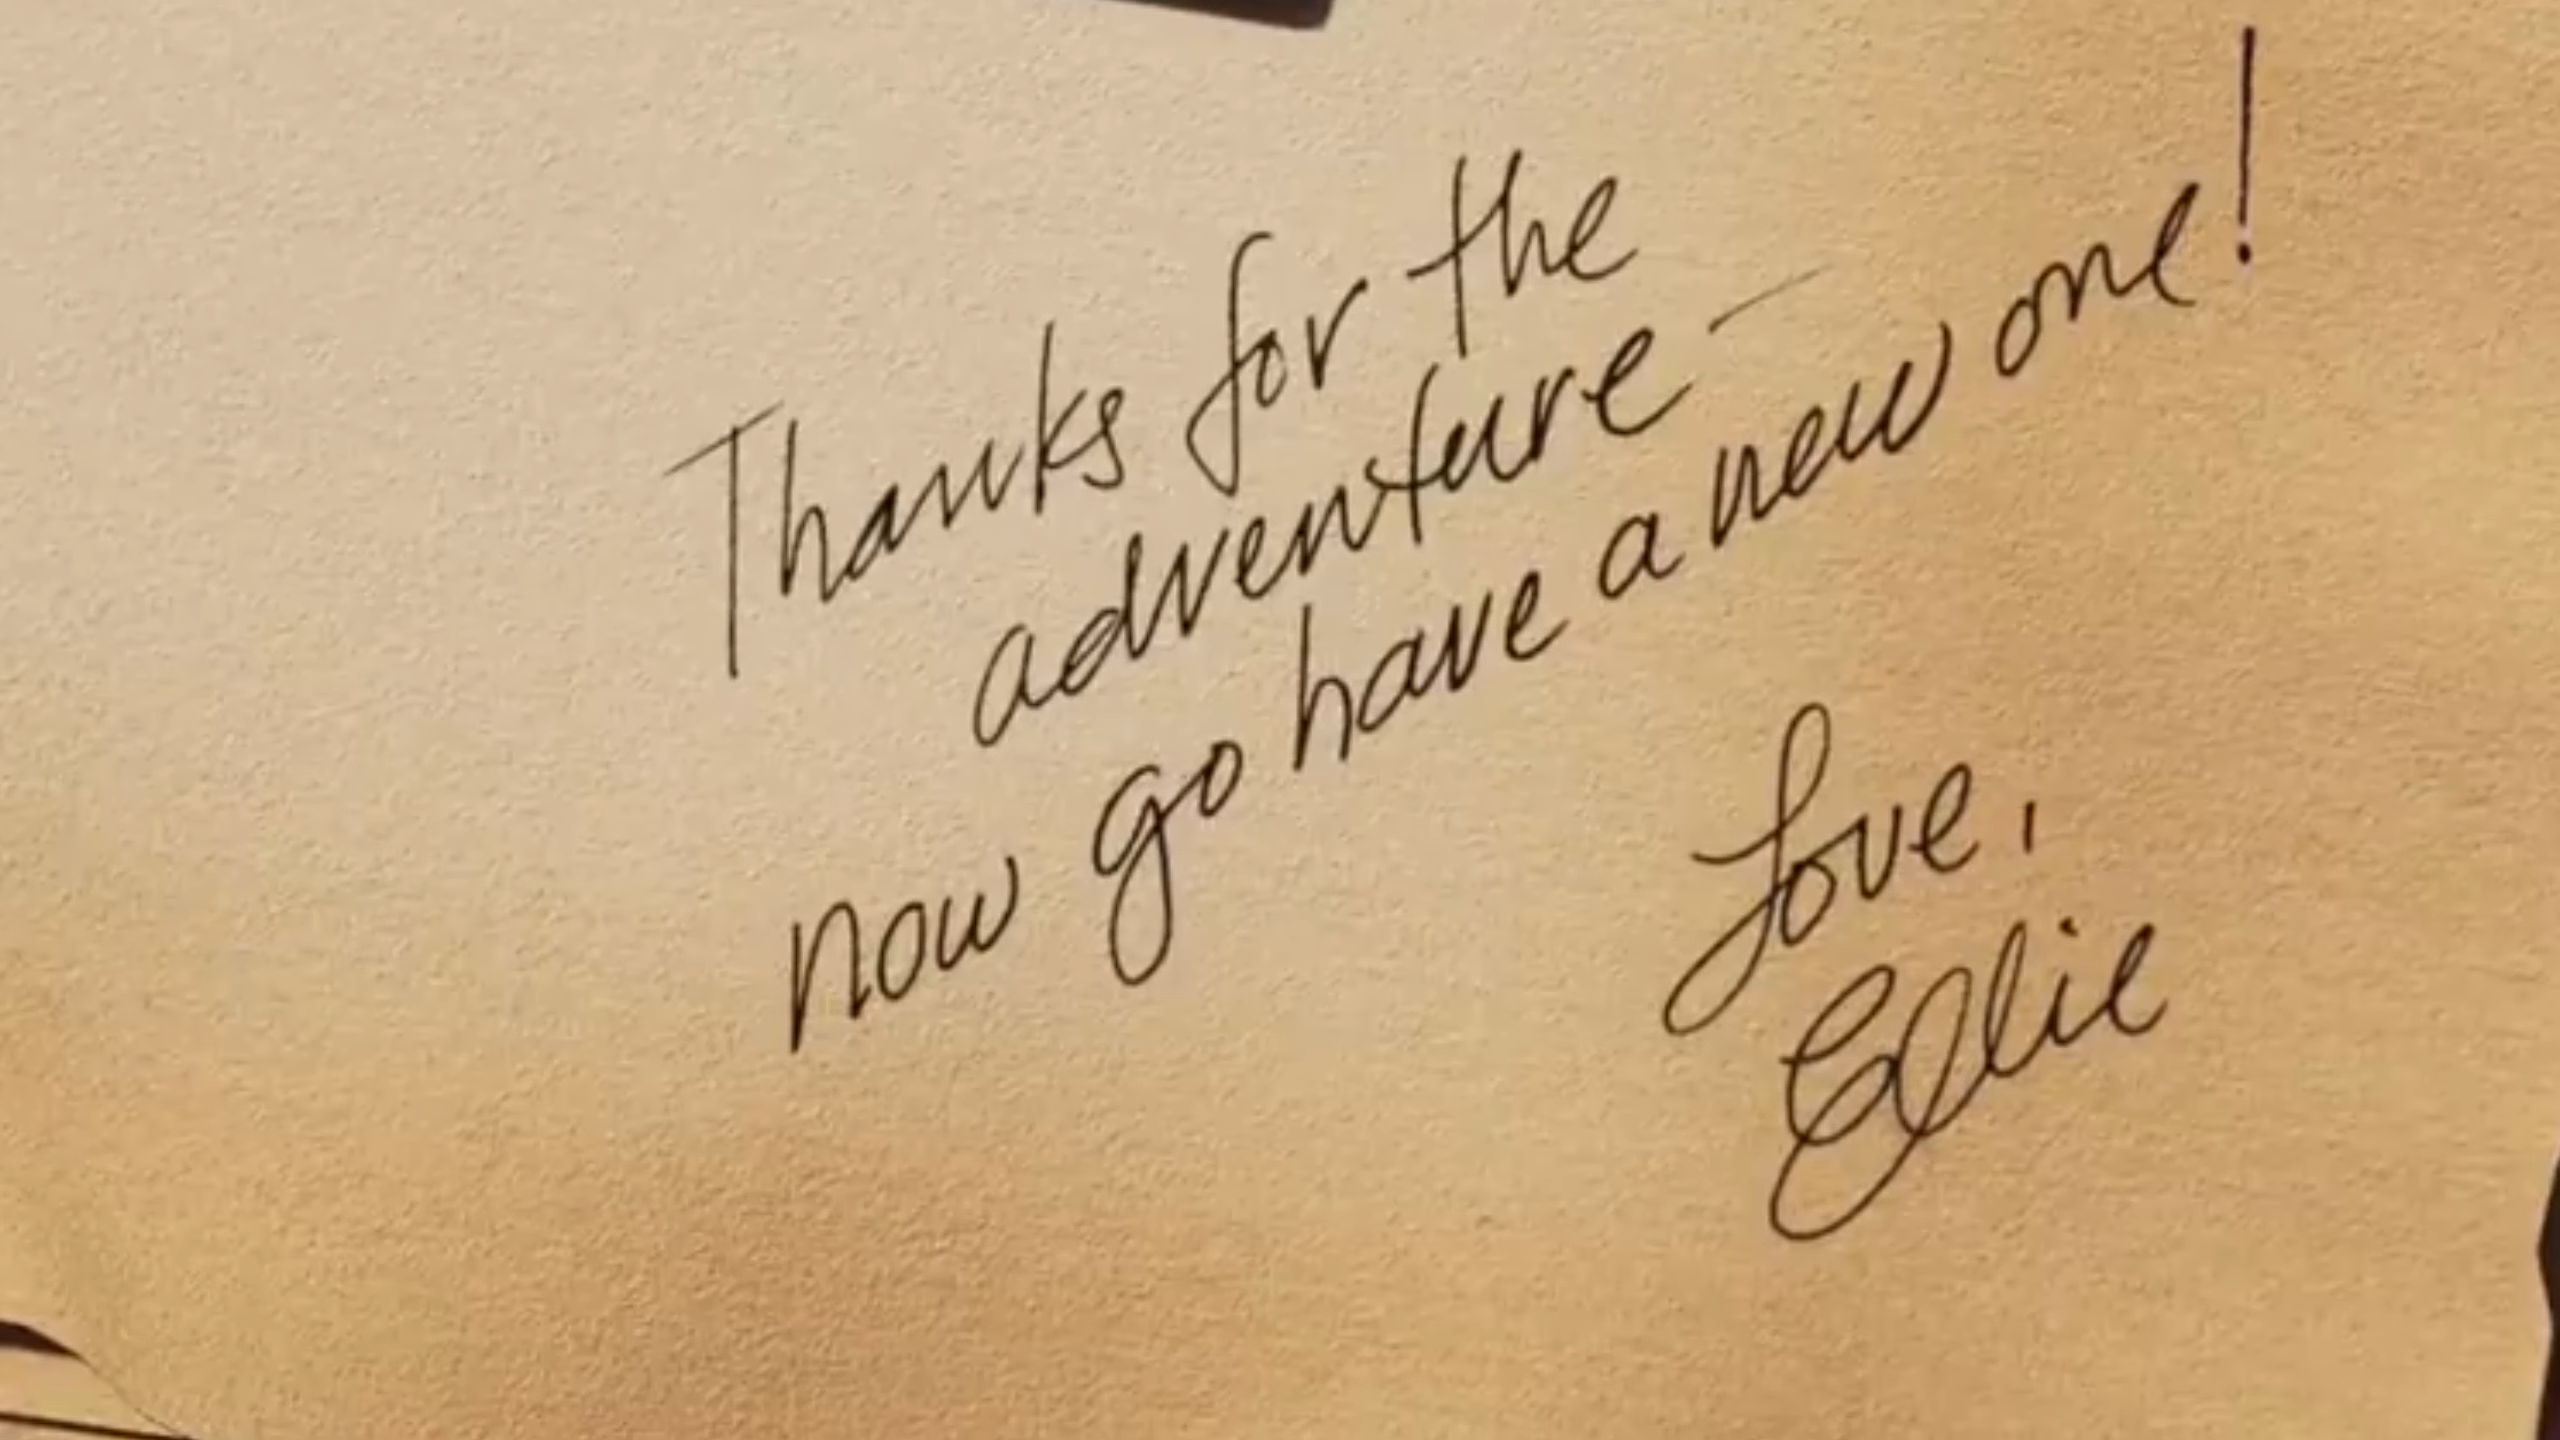 Thanks for the
adventure —
now go have a new one!
Love,
Ellie